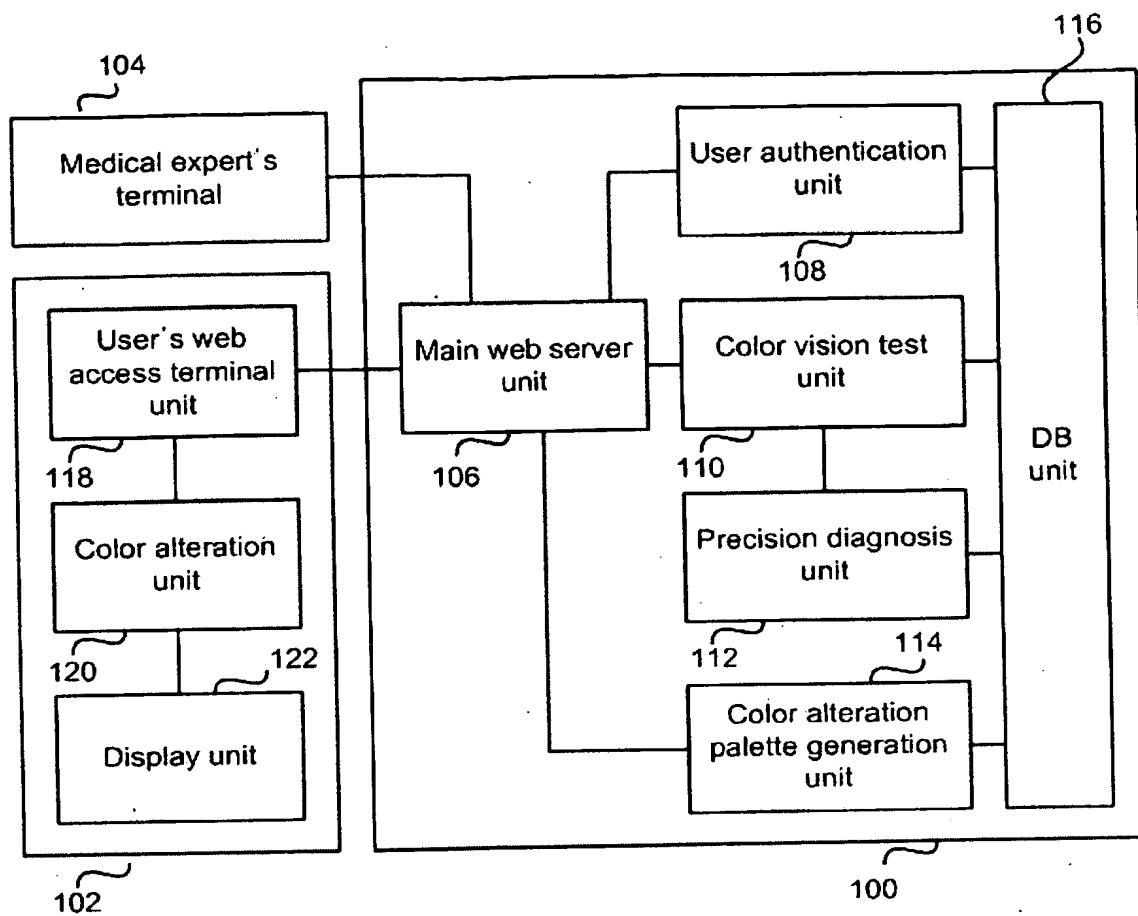 116
104
Medical expert's
terminal
User authentication
unit
108
User's web
access terminal
unit
118
Main web server
unit
106
Color vision test
unit
110
DB
unit
Color alteration
unit
120
Precision diagnosis
unit
112
122
Display unit
114
Color alteration
palette generation
unit
102
100